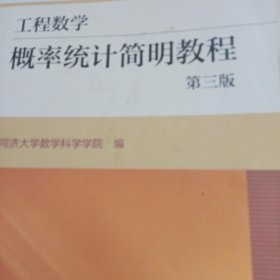 工程数学
概率统计简明教程
第三版
同济大学数学科学学院 编